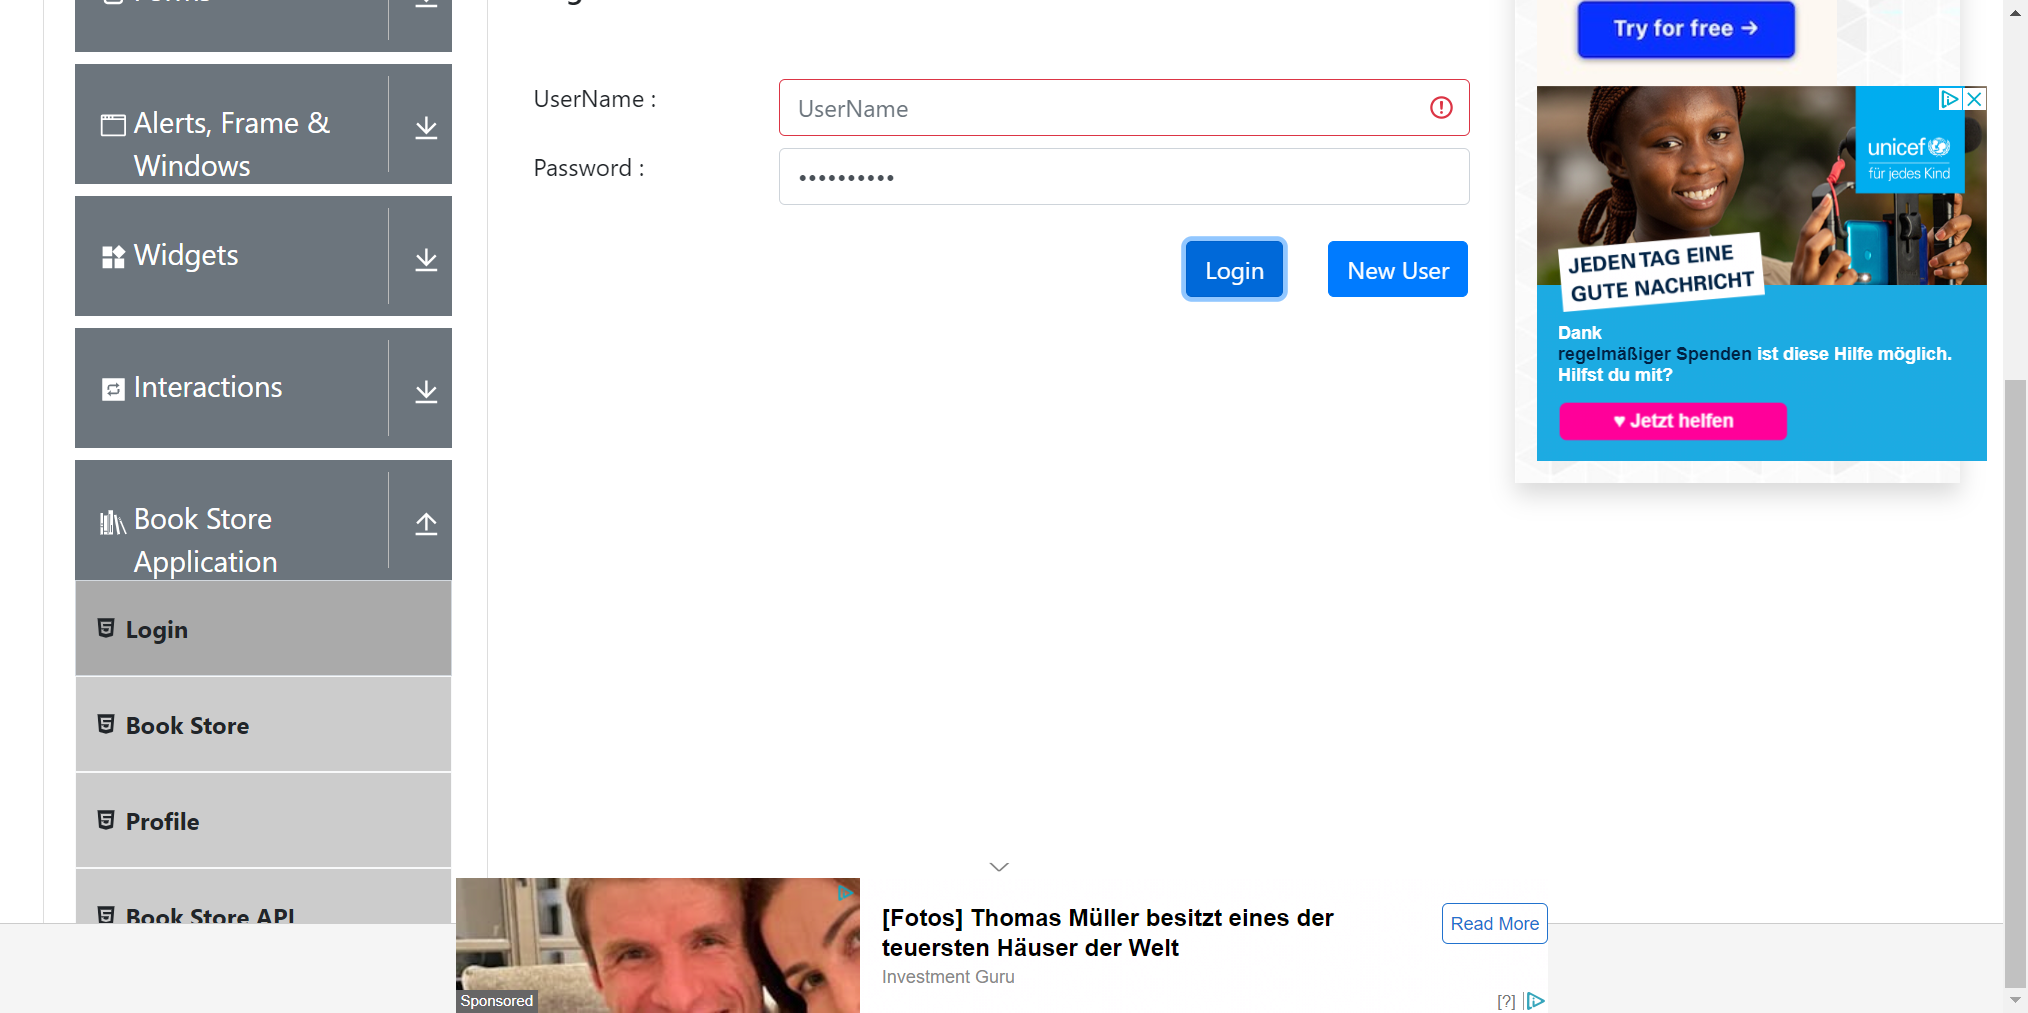 Alerts, Frame &
Windows
Widgets
Interactions
Book Store
Application
Login
Book Store
Profile
Book Store API
UserName :
UserName
Password :
••••••••••
Login
New User
Try for free →
unicef
für jedes Kind
JEDEN TAG EINE
GUTE NACHRICHT
Dank
regelmäßiger Spenden ist diese Hilfe möglich.
Hilfst du mit?
♥ Jetzt helfen
[Fotos] Thomas Müller besitzt eines der
teuersten Häuser der Welt
Investment Guru
Read More
Sponsored
[?]